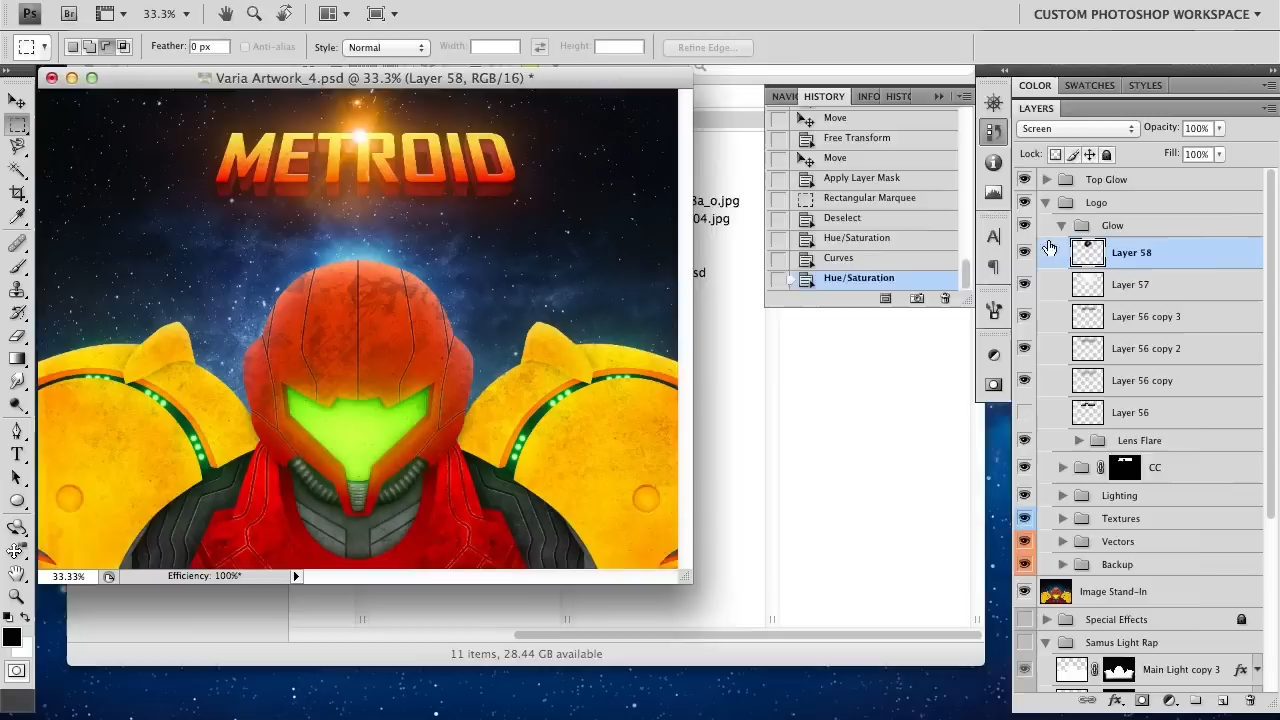 Ps Br 33.3% CUSTOM PHOTOSHOP WORKSPACE
Feather: 0 px Anti-alias Style: Normal Width: Height: Refine Edge...
Varia Artwork_4.psd @ 33.3% (Layer 58, RGB/16) *
METROID
8a_o.jpg
04.jpg
sd
NAVI HISTORY INFO HIST
Move
Free Transform
Move
Apply Layer Mask
Rectangular Marquee
Deselect
Hue/Saturation
Curves
Hue/Saturation
COLOR SWATCHES STYLES
LAYERS
Screen Opacity: 100%
Lock: Fill: 100%
Top Glow
Logo
Glow
Layer 58
Layer 57
Layer 56 copy 3
Layer 56 copy 2
Layer 56 copy
Layer 56
Lens Flare
CC
Lighting
Textures
Vectors
Backup
Image Stand-In
Special Effects
Samus Light Rap
Main Light copy 3 fx
33.33% Efficiency: 100%*
11 items, 28.44 GB available